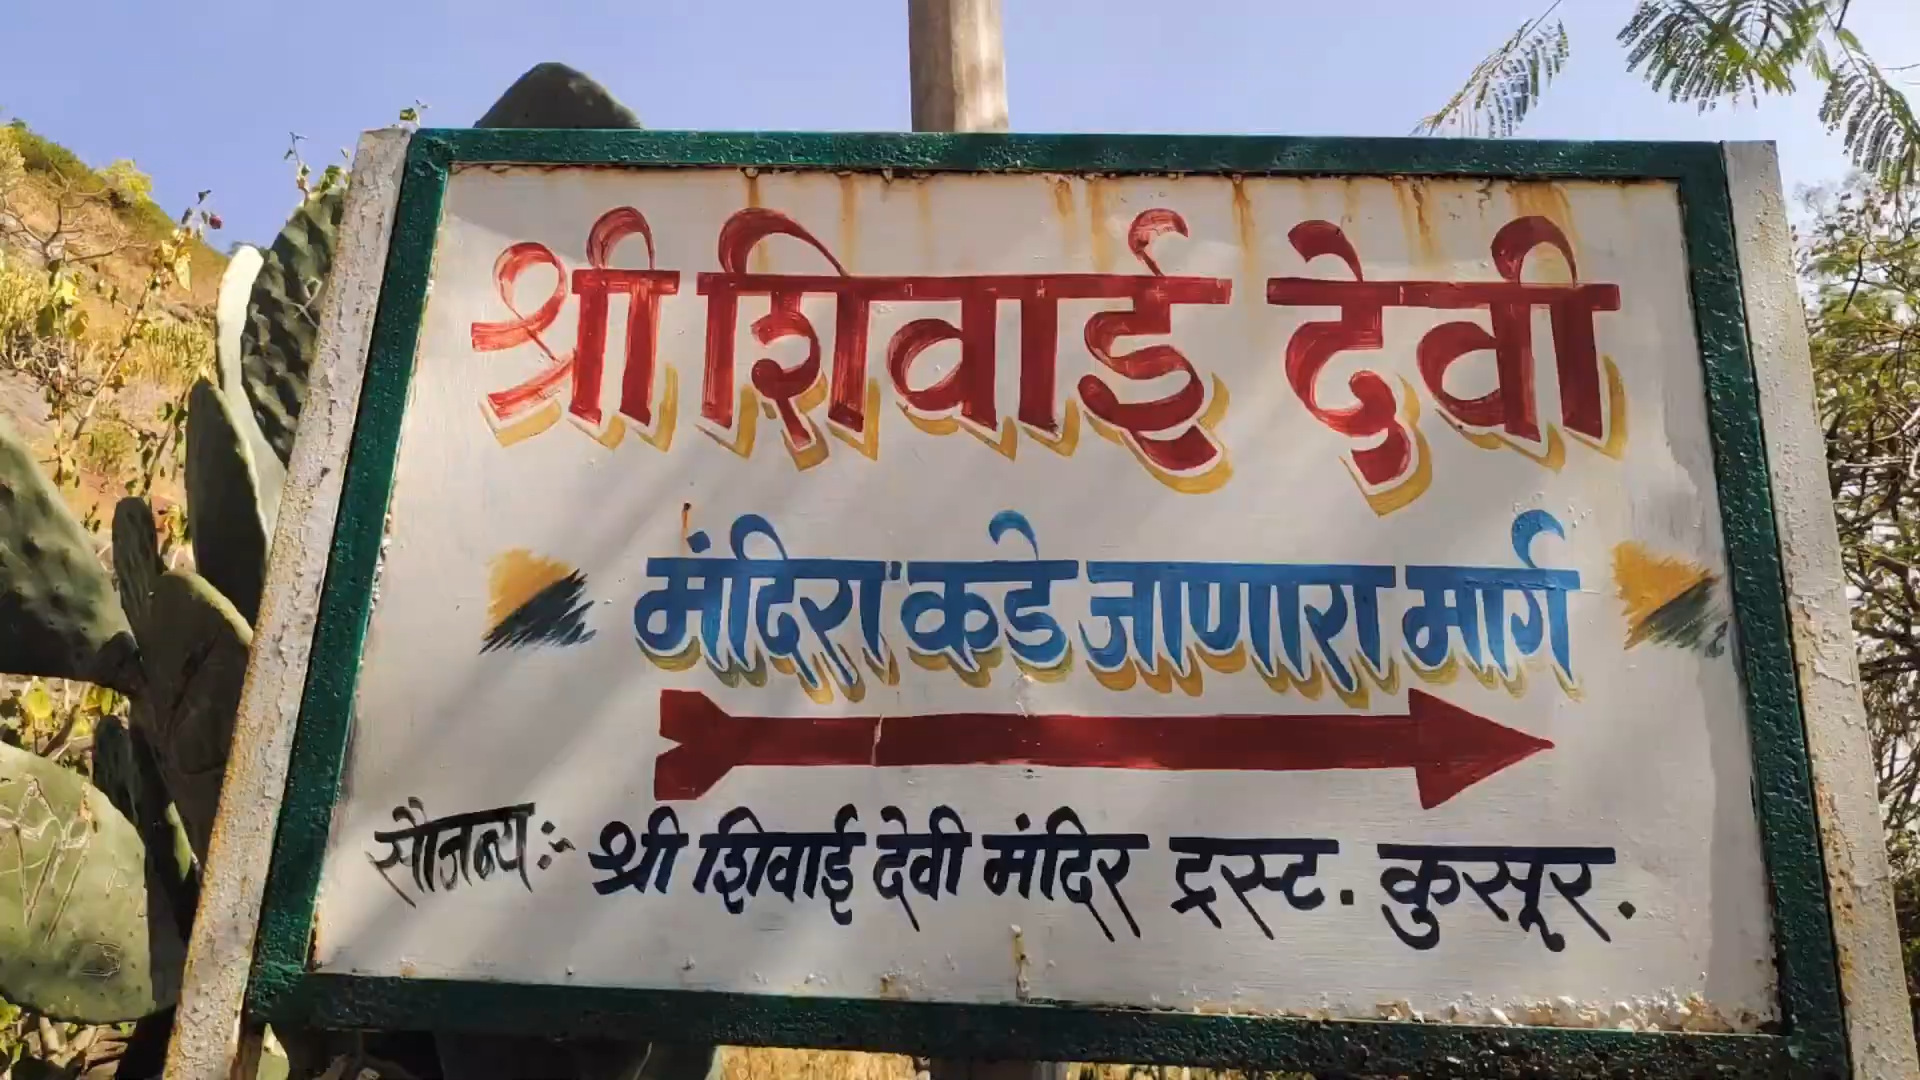 श्री शिवाई देवी
मंदिरा कडे जाणारा मार्ग
सौजन्य:- श्री शिवाई देवी मंदिर ट्रस्ट. कुसूर.